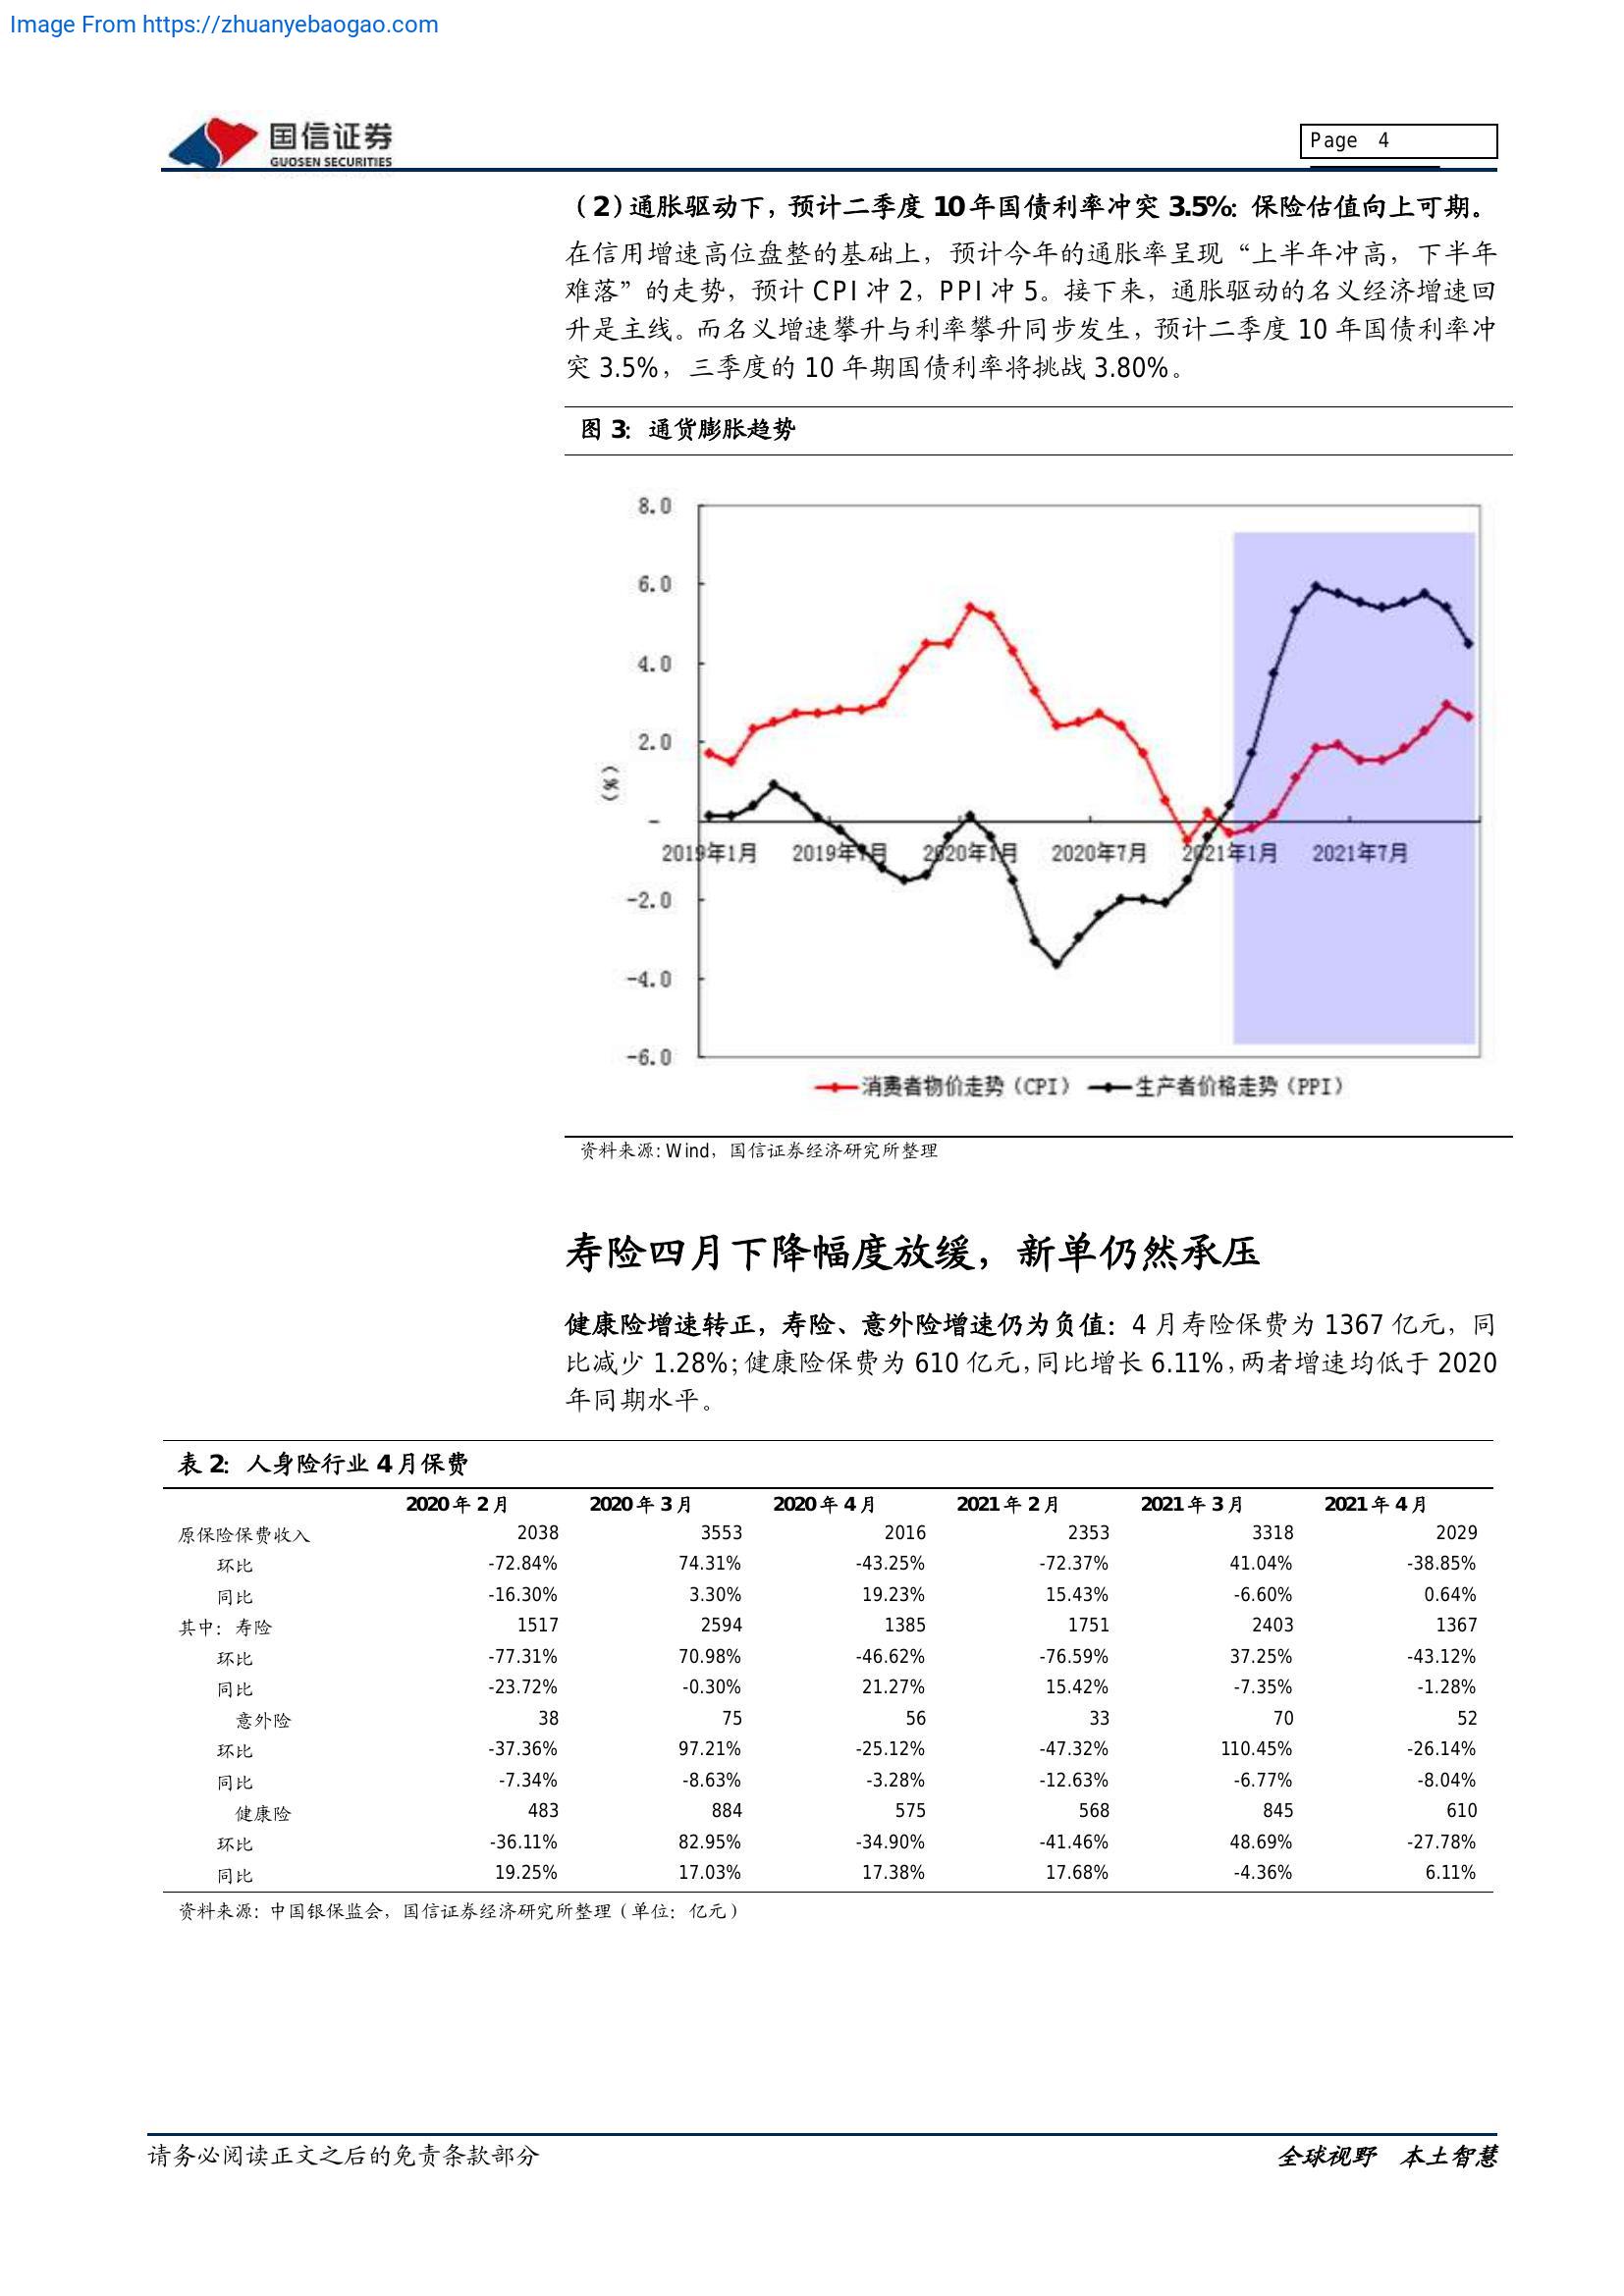 Image From https://zhuanyebaogao.com
国信证券
GUOSEN SECURITIES
Page 4
（2）通胀驱动下，预计二季度 10 年国债利率冲突 3.5%：保险估值向上可期。
在信用增速高位盘整的基础上，预计今年的通胀率呈现“上半年冲高，下半年
难落”的走势，预计 CPI 冲 2，PPI 冲 5。接下来，通胀驱动的名义经济增速回
升是主线。而名义增速攀升与利率攀升同步发生，预计二季度 10 年国债利率冲
突 3.5%，三季度的 10 年期国债利率将挑战 3.80%。
图 3：通货膨胀趋势
8.0
6.0
4.0
2.0
（%）
-
2019年1月 2019年7月 2020年1月 2020年7月 2021年1月 2021年7月
-2.0
-4.0
-6.0
消费者物价走势（CPI） 生产者价格走势（PPI）
资料来源：Wind，国信证券经济研究所整理
寿险四月下降幅度放缓，新单仍然承压
健康险增速转正，寿险、意外险增速仍为负值：4 月寿险保费为 1367 亿元，同
比减少 1.28%；健康险保费为 610 亿元，同比增长 6.11%，两者增速均低于 2020
年同期水平。
表 2：人身险行业 4 月保费
2020 年 2 月 2020 年 3 月 2020 年 4 月 2021 年 2 月 2021 年 3 月 2021 年 4 月
原保险保费收入 2038 3553 2016 2353 3318 2029
环比 -72.84% 74.31% -43.25% -72.37% 41.04% -38.85%
同比 -16.30% 3.30% 19.23% 15.43% -6.60% 0.64%
其中：寿险 1517 2594 1385 1751 2403 1367
环比 -77.31% 70.98% -46.62% -76.59% 37.25% -43.12%
同比 -23.72% -0.30% 21.27% 15.42% -7.35% -1.28%
意外险 38 75 56 33 70 52
环比 -37.36% 97.21% -25.12% -47.32% 110.45% -26.14%
同比 -7.34% -8.63% -3.28% -12.63% -6.77% -8.04%
健康险 483 884 575 568 845 610
环比 -36.11% 82.95% -34.90% -41.46% 48.69% -27.78%
同比 19.25% 17.03% 17.38% 17.68% -4.36% 6.11%
资料来源：中国银保监会，国信证券经济研究所整理（单位：亿元）
请务必阅读正文之后的免责条款部分
全球视野 本土智慧